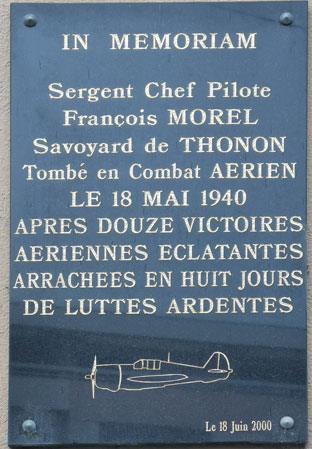 IN MEMORIAM
Sergent Chef Pilote
François MOREL
Savoyard de THONON
Tombé en Combat AERIEN
LE 18 MAI 1940
APRES DOUZE VICTOIRES
AERIENNES ECLATANTES
ARRACHEES EN HUIT JOURS
DE LUTTES ARDENTES
Le 18 Juin 2000